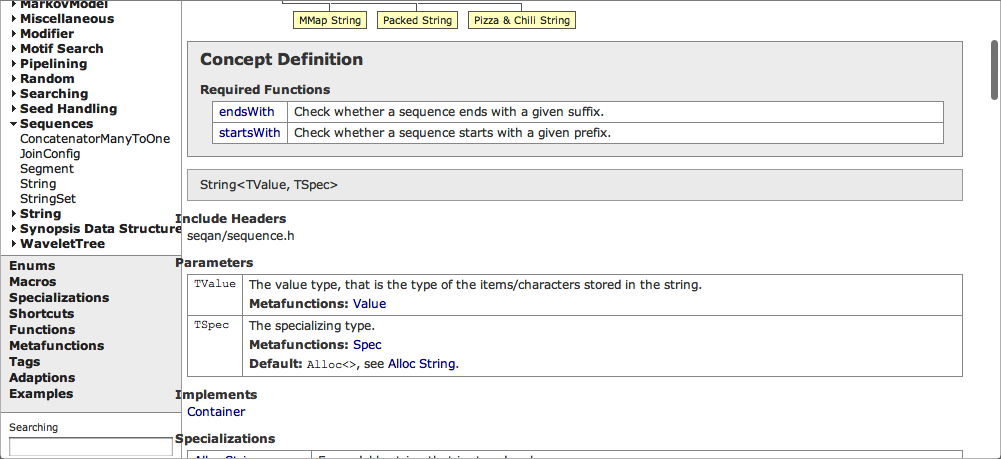 MarkovModel
Miscellaneous
Modifier
Motif Search
Pipelining
Random
Searching
Seed Handling
Sequences
ConcatenatorManyToOne
JoinConfig
Segment
String
StringSet
String
Synopsis Data Structure
WaveletTree
Enums
Macros
Specializations
Shortcuts
Functions
Metafunctions
Tags
Adaptions
Examples
Searching
MMap String Packed String Pizza & Chili String
Concept Definition
Required Functions
endsWith Check whether a sequence ends with a given suffix.
startsWith Check whether a sequence starts with a given prefix.
String<TValue, TSpec>
Include Headers
seqan/sequence.h
Parameters
TValue The value type, that is the type of the items/characters stored in the string.
Metafunctions: Value
TSpec The specializing type.
Metafunctions: Spec
Default: Alloc<>, see Alloc String.
Implements
Container
Specializations